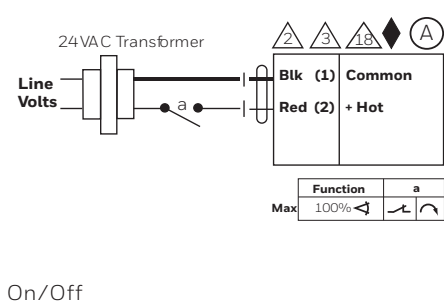 24VAC Transformer
2 3 18 A
Line
Volts
Blk (1) Common
a
Red (2) + Hot
Function a
Max 100%
On/Off